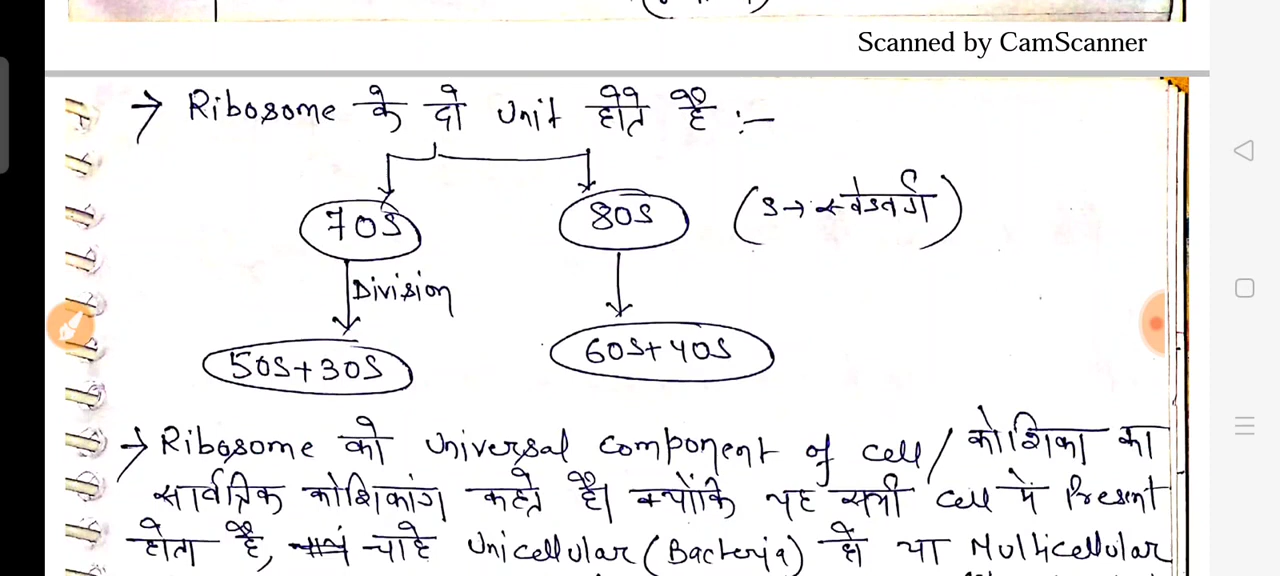 Scanned by CamScanner
→ Ribosome के दो Unit होते है :-
70S 80S (S → स्वेडवर्ग)
Division
50S+30S 60S+40S
→ Ribosome को Universal component of cell/कोशिका का
सार्वत्रिक कोशिकांग कहते है। क्योंकि यह सभी cell में Present
होता है, चाहे Unicellular (Bacteria) हो या Multicellular